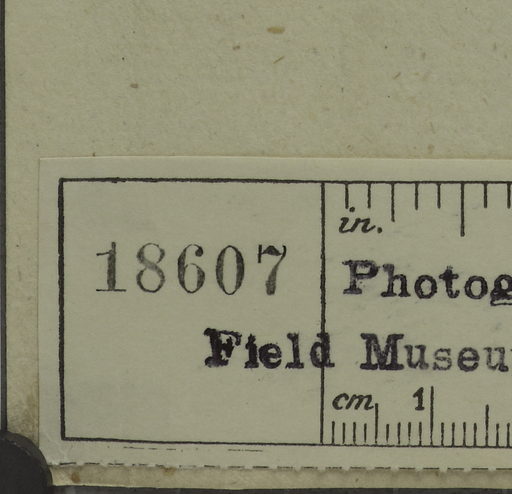 in.
18607
Photog
Field Museu
cm 1